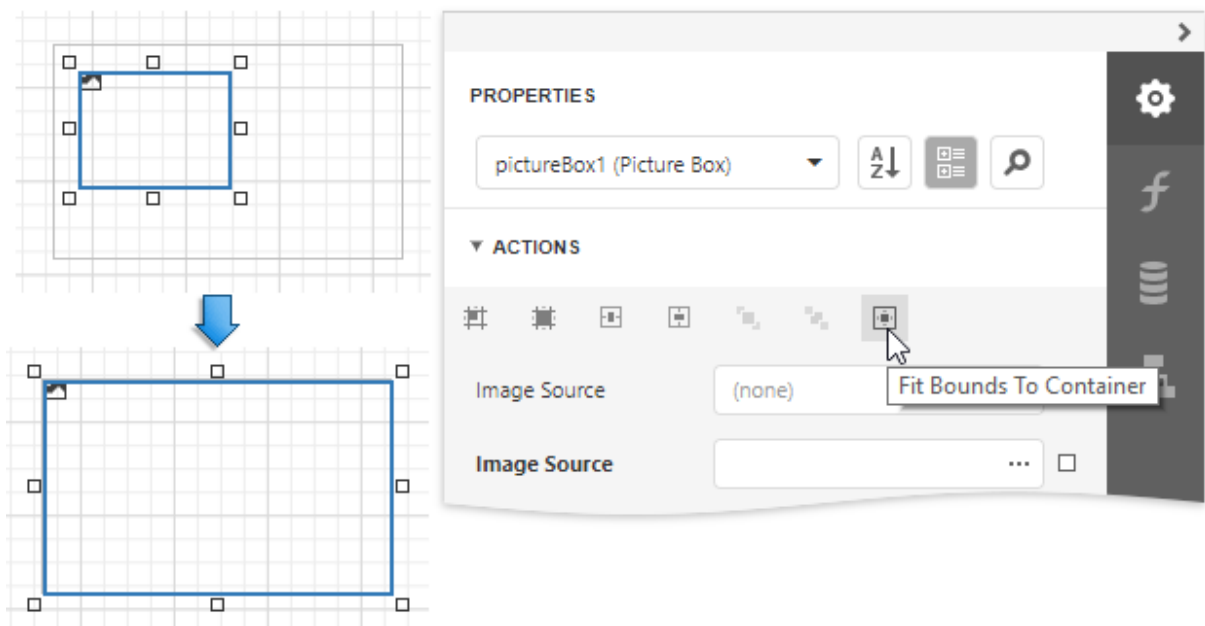 PROPERTIES
pictureBox1 (Picture Box)
A
Z
ACTIONS
Image Source
(none)
Fit Bounds To Container
Image Source
...